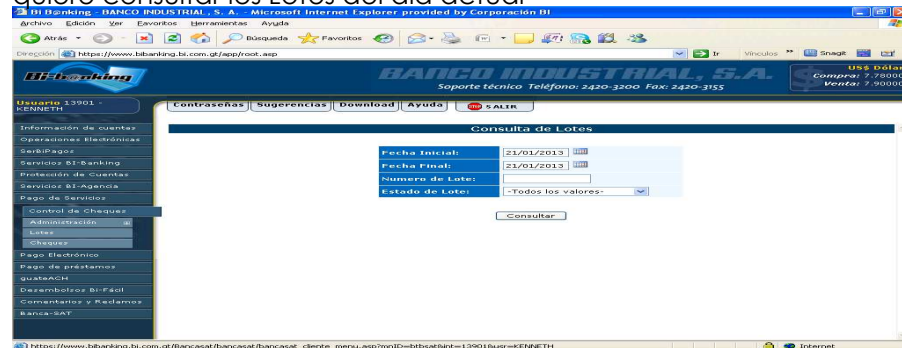 quiero consultar los Lotes del día actual
BI B@nking - BANCO INDUSTRIAL, S. A. - Microsoft Internet Explorer provided by Corporación BI
Archivo Edición Ver Favoritos Herramientas Ayuda
Atrás Búsqueda Favoritos
Dirección https://www.bibanking.bi.com.gt/app/root.asp Ir Vínculos SnagIt
Bi-b@nking
BANCO INDUSTRIAL, S.A.
Soporte técnico Teléfono: 2420-3200 Fax: 2420-3155
US$ Dólar
Compra: 7.78000
Venta: 7.90000
Usuario 13901 -
KENNETH
Contraseñas Sugerencias Download Ayuda SALIR
Consulta de Lotes
Información de cuentas
Operaciones Electrónicas
SerBiPagos
Servicios BI-Banking
Protección de Cuentas
Servicios BI-Agencia
Pago de Servicios
Control de Cheques
Administración
Lotes
Cheques
Pago Electrónico
Pago de préstamos
guateACH
Desembolsos Bi-Fácil
Comentarios y Reclamos
Banca-SAT
Fecha Inicial: 21/01/2013
Fecha Final: 21/01/2013
Numero de Lote:
Estado de Lote: -Todos los valores-
Consultar
https://www.bibanking.bi.com.gt/Bancasat/bancasat/bancasat_cliente_menu.asp?mnID=btbsat&int=13901&usr=KENNETH Internet